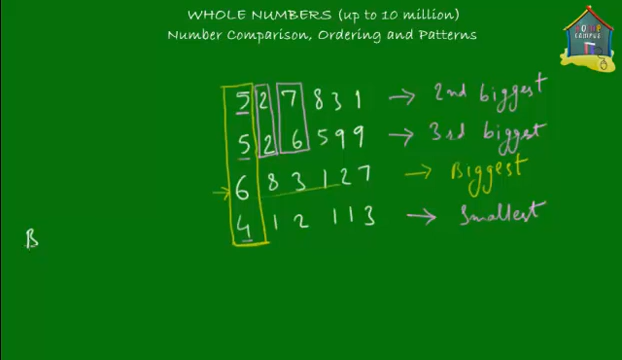 WHOLE NUMBERS (up to 10 million)
Number Comparison, Ordering and Patterns
HOME CAMPUS
5 2 7 8 3 1 → 2nd biggest
5 2 6 5 9 9 → 3rd biggest
→ 6 8 3 1 2 7 → Biggest
4 1 2 1 1 3 → Smallest
B